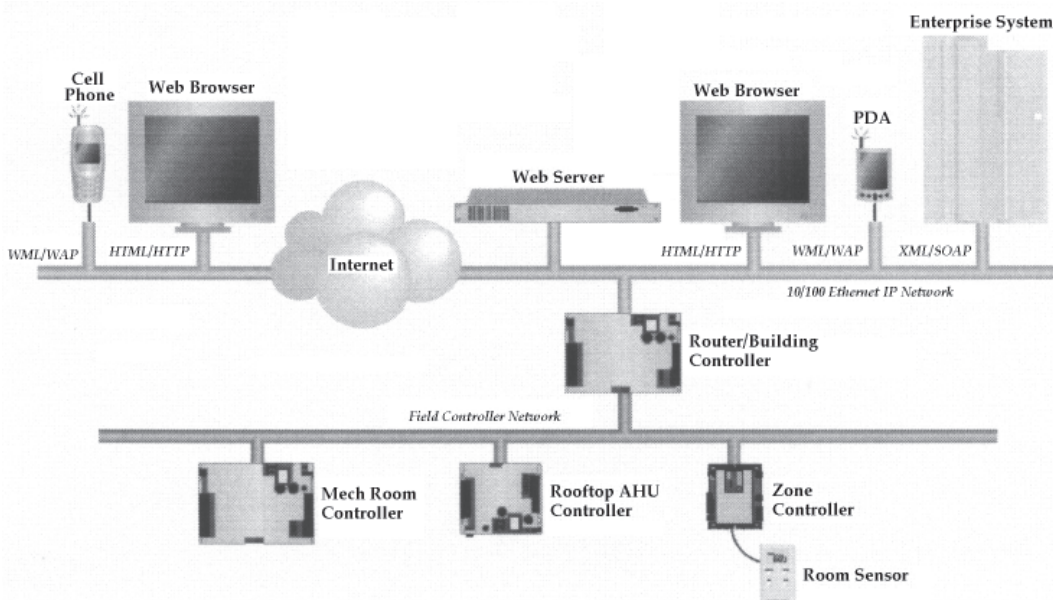 Enterprise System
Cell
Phone
Web Browser
Web Browser
PDA
Web Server
WML/WAP
HTML/HTTP
Internet
HTML/HTTP
WML/WAP
XML/SOAP
10/100 Ethernet IP Network
Router/Building
Controller
Field Controller Network
Mech Room
Controller
Rooftop AHU
Controller
Zone
Controller
Room Sensor